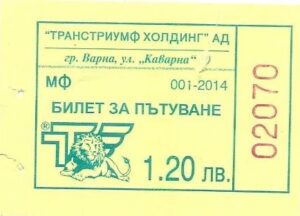 "ТРАНСТРИУМФ ХОЛДИНГ" АД
гр. Варна, ул. „Каварна"
МФ 001-2014
БИЛЕТ ЗА ПЪТУВАНЕ
®
1.20 ЛВ.
02070